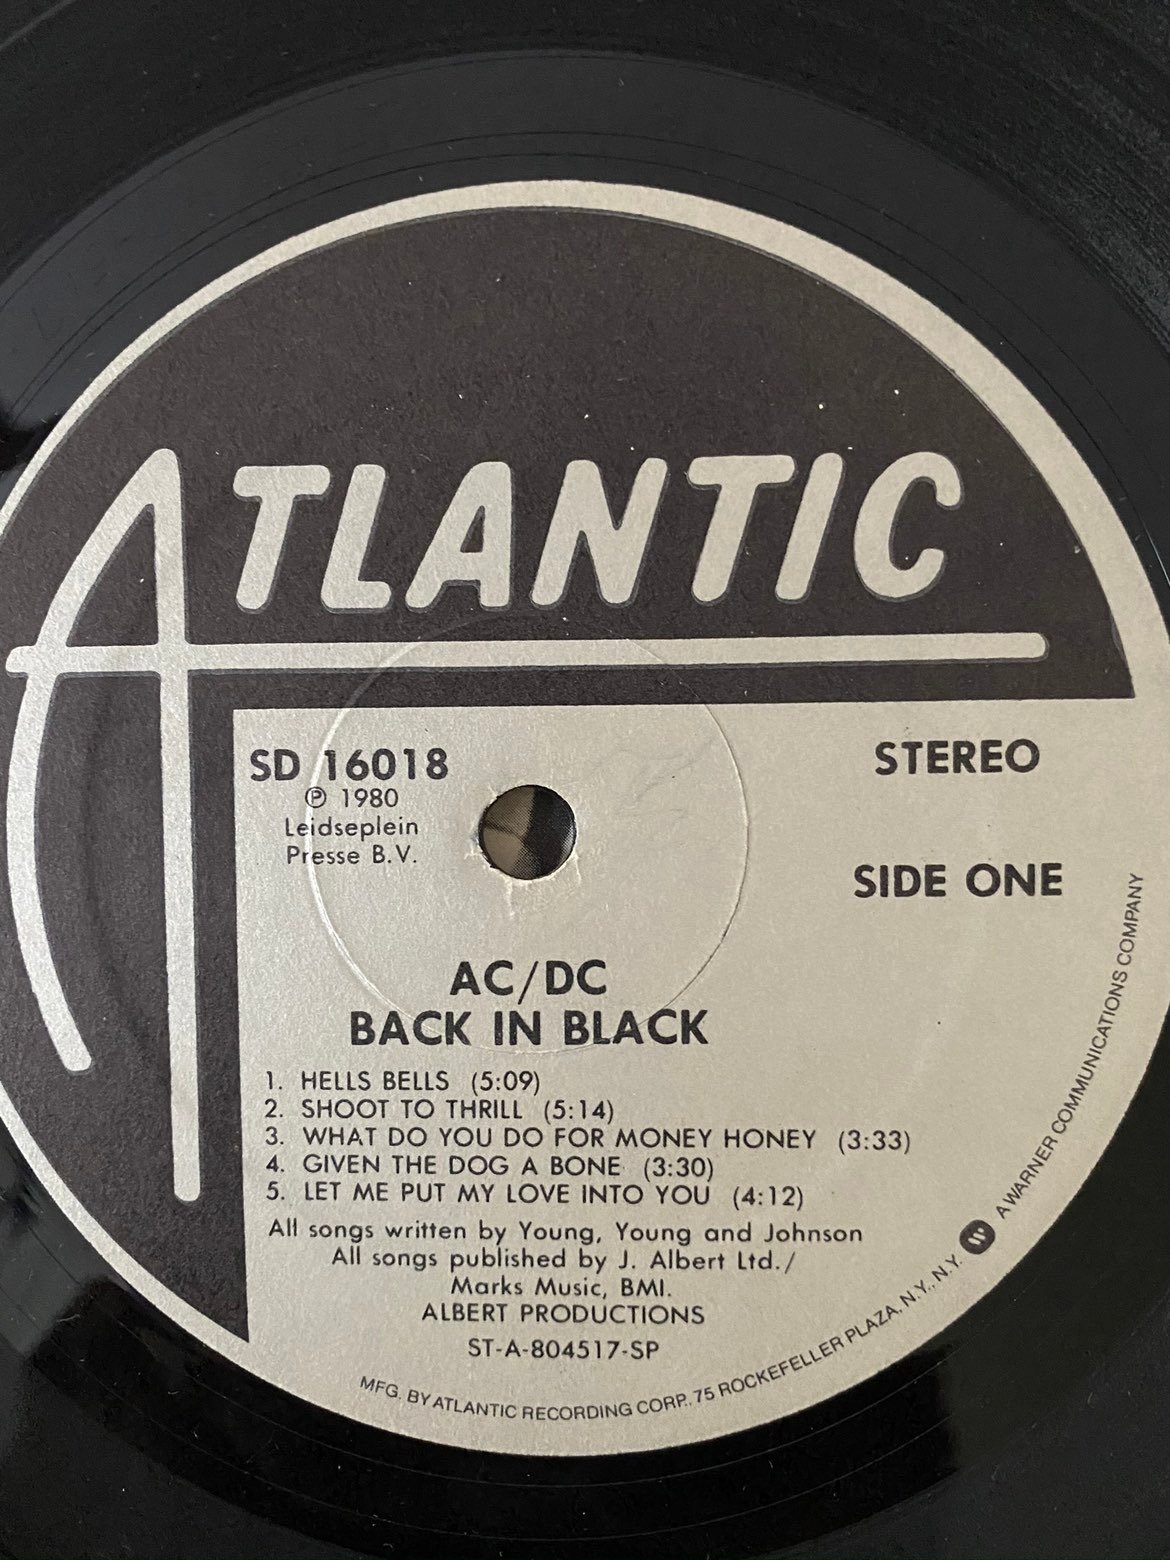 ATLANTIC
SD 16018
℗ 1980
Leidseplein
Presse B.V.
STEREO
SIDE ONE
AC/DC
BACK IN BLACK
1. HELLS BELLS (5:09)
2. SHOOT TO THRILL (5:14)
3. WHAT DO YOU DO FOR MONEY HONEY (3:33)
4. GIVEN THE DOG A BONE (3:30)
5. LET ME PUT MY LOVE INTO YOU (4:12)
All songs written by Young, Young and Johnson
All songs published by J. Albert Ltd./
Marks Music, BMI.
ALBERT PRODUCTIONS
ST-A-804517-SP
MFG. BY ATLANTIC RECORDING CORP., 75 ROCKEFELLER PLAZA, N.Y., N.Y. A WARNER COMMUNICATIONS COMPANY